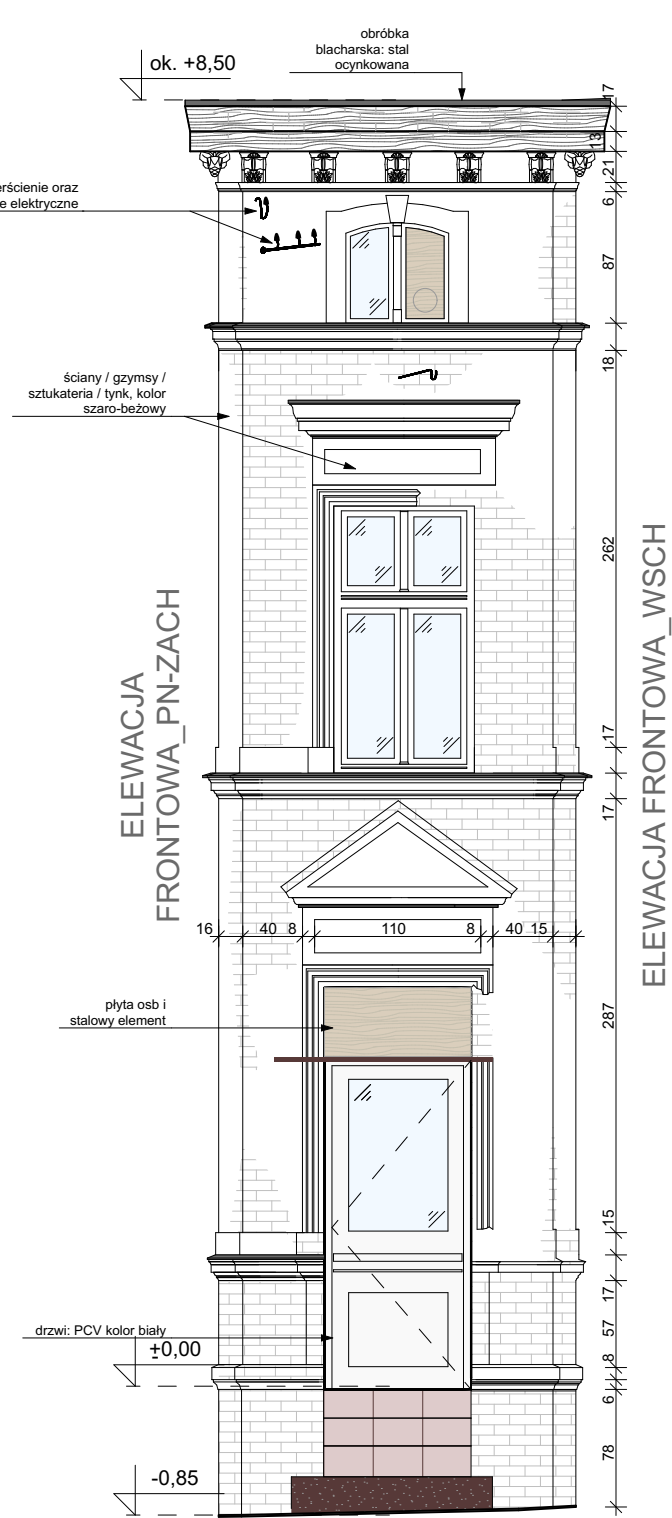 obróbka
blacharska: stal
ocynkowana
ok. +8,50
17
13
21
erścienie oraz
e elektryczne
6
87
18
ściany / gzymsy /
sztukateria / tynk, kolor
szaro-beżowy
262
ELEWACJA
FRONTOWA_PN-ZACH
ELEWACJA FRONTOWA_WSCH
17
17
16 40 8 110 8 40 15
płyta osb i
stalowy element
287
15
17
57
drzwi: PCV kolor biały
±0,00
8
6
78
-0,85